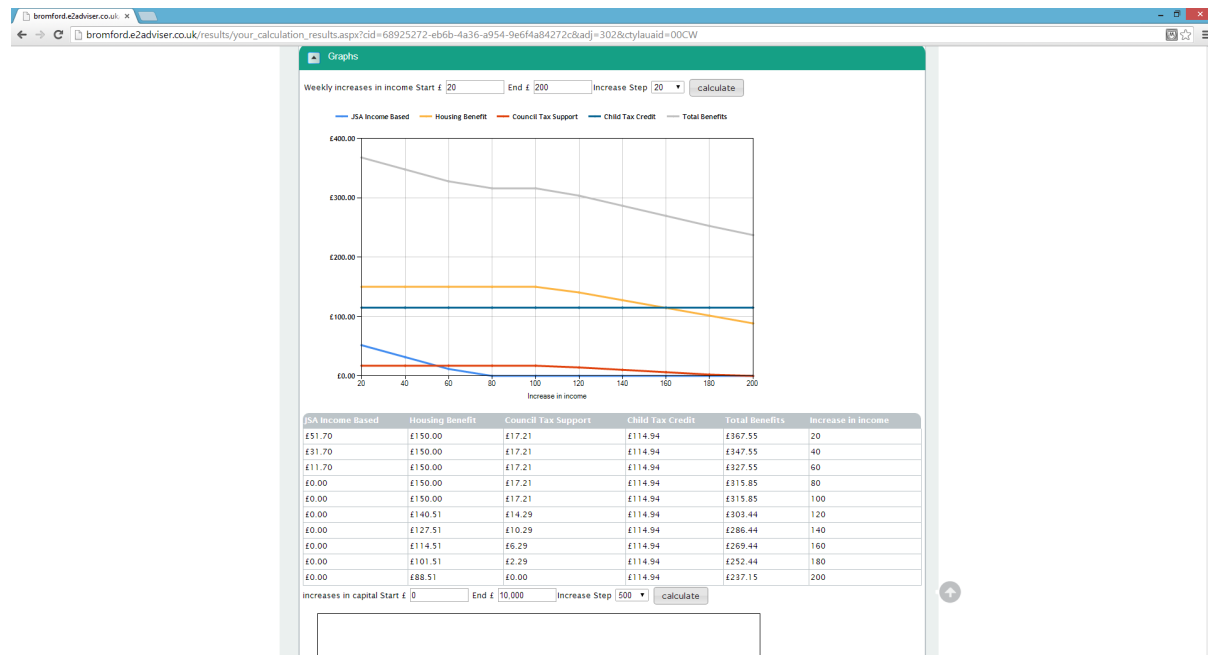 bromford.e2adviser.co.uk
bromford.e2adviser.co.uk/results/your_calculation_results.aspx?cid=68925272-eb6b-4a36-a954-9e6f4a84272c&adj=302&ctylauaid=00CW
Graphs
Weekly increases in income Start £ 20 End £ 200 Increase Step 20 calculate
JSA Income Based Housing Benefit Council Tax Support Child Tax Credit Total Benefits
£400.00
£300.00
£200.00
£100.00
£0.00
20 40 60 80 100 120 140 160 180 200
Increase in income
JSA Income Based Housing Benefit Council Tax Support Child Tax Credit Total Benefits Increase in income
£51.70 £150.00 £17.21 £114.94 £367.55 20
£31.70 £150.00 £17.21 £114.94 £347.55 40
£11.70 £150.00 £17.21 £114.94 £327.55 60
£0.00 £150.00 £17.21 £114.94 £315.85 80
£0.00 £150.00 £17.21 £114.94 £315.85 100
£0.00 £140.51 £14.29 £114.94 £303.44 120
£0.00 £127.51 £10.29 £114.94 £286.44 140
£0.00 £114.51 £6.29 £114.94 £269.44 160
£0.00 £101.51 £2.29 £114.94 £252.44 180
£0.00 £88.51 £0.00 £114.94 £237.15 200
increases in capital Start £ 0 End £ 10,000 Increase Step 500 calculate